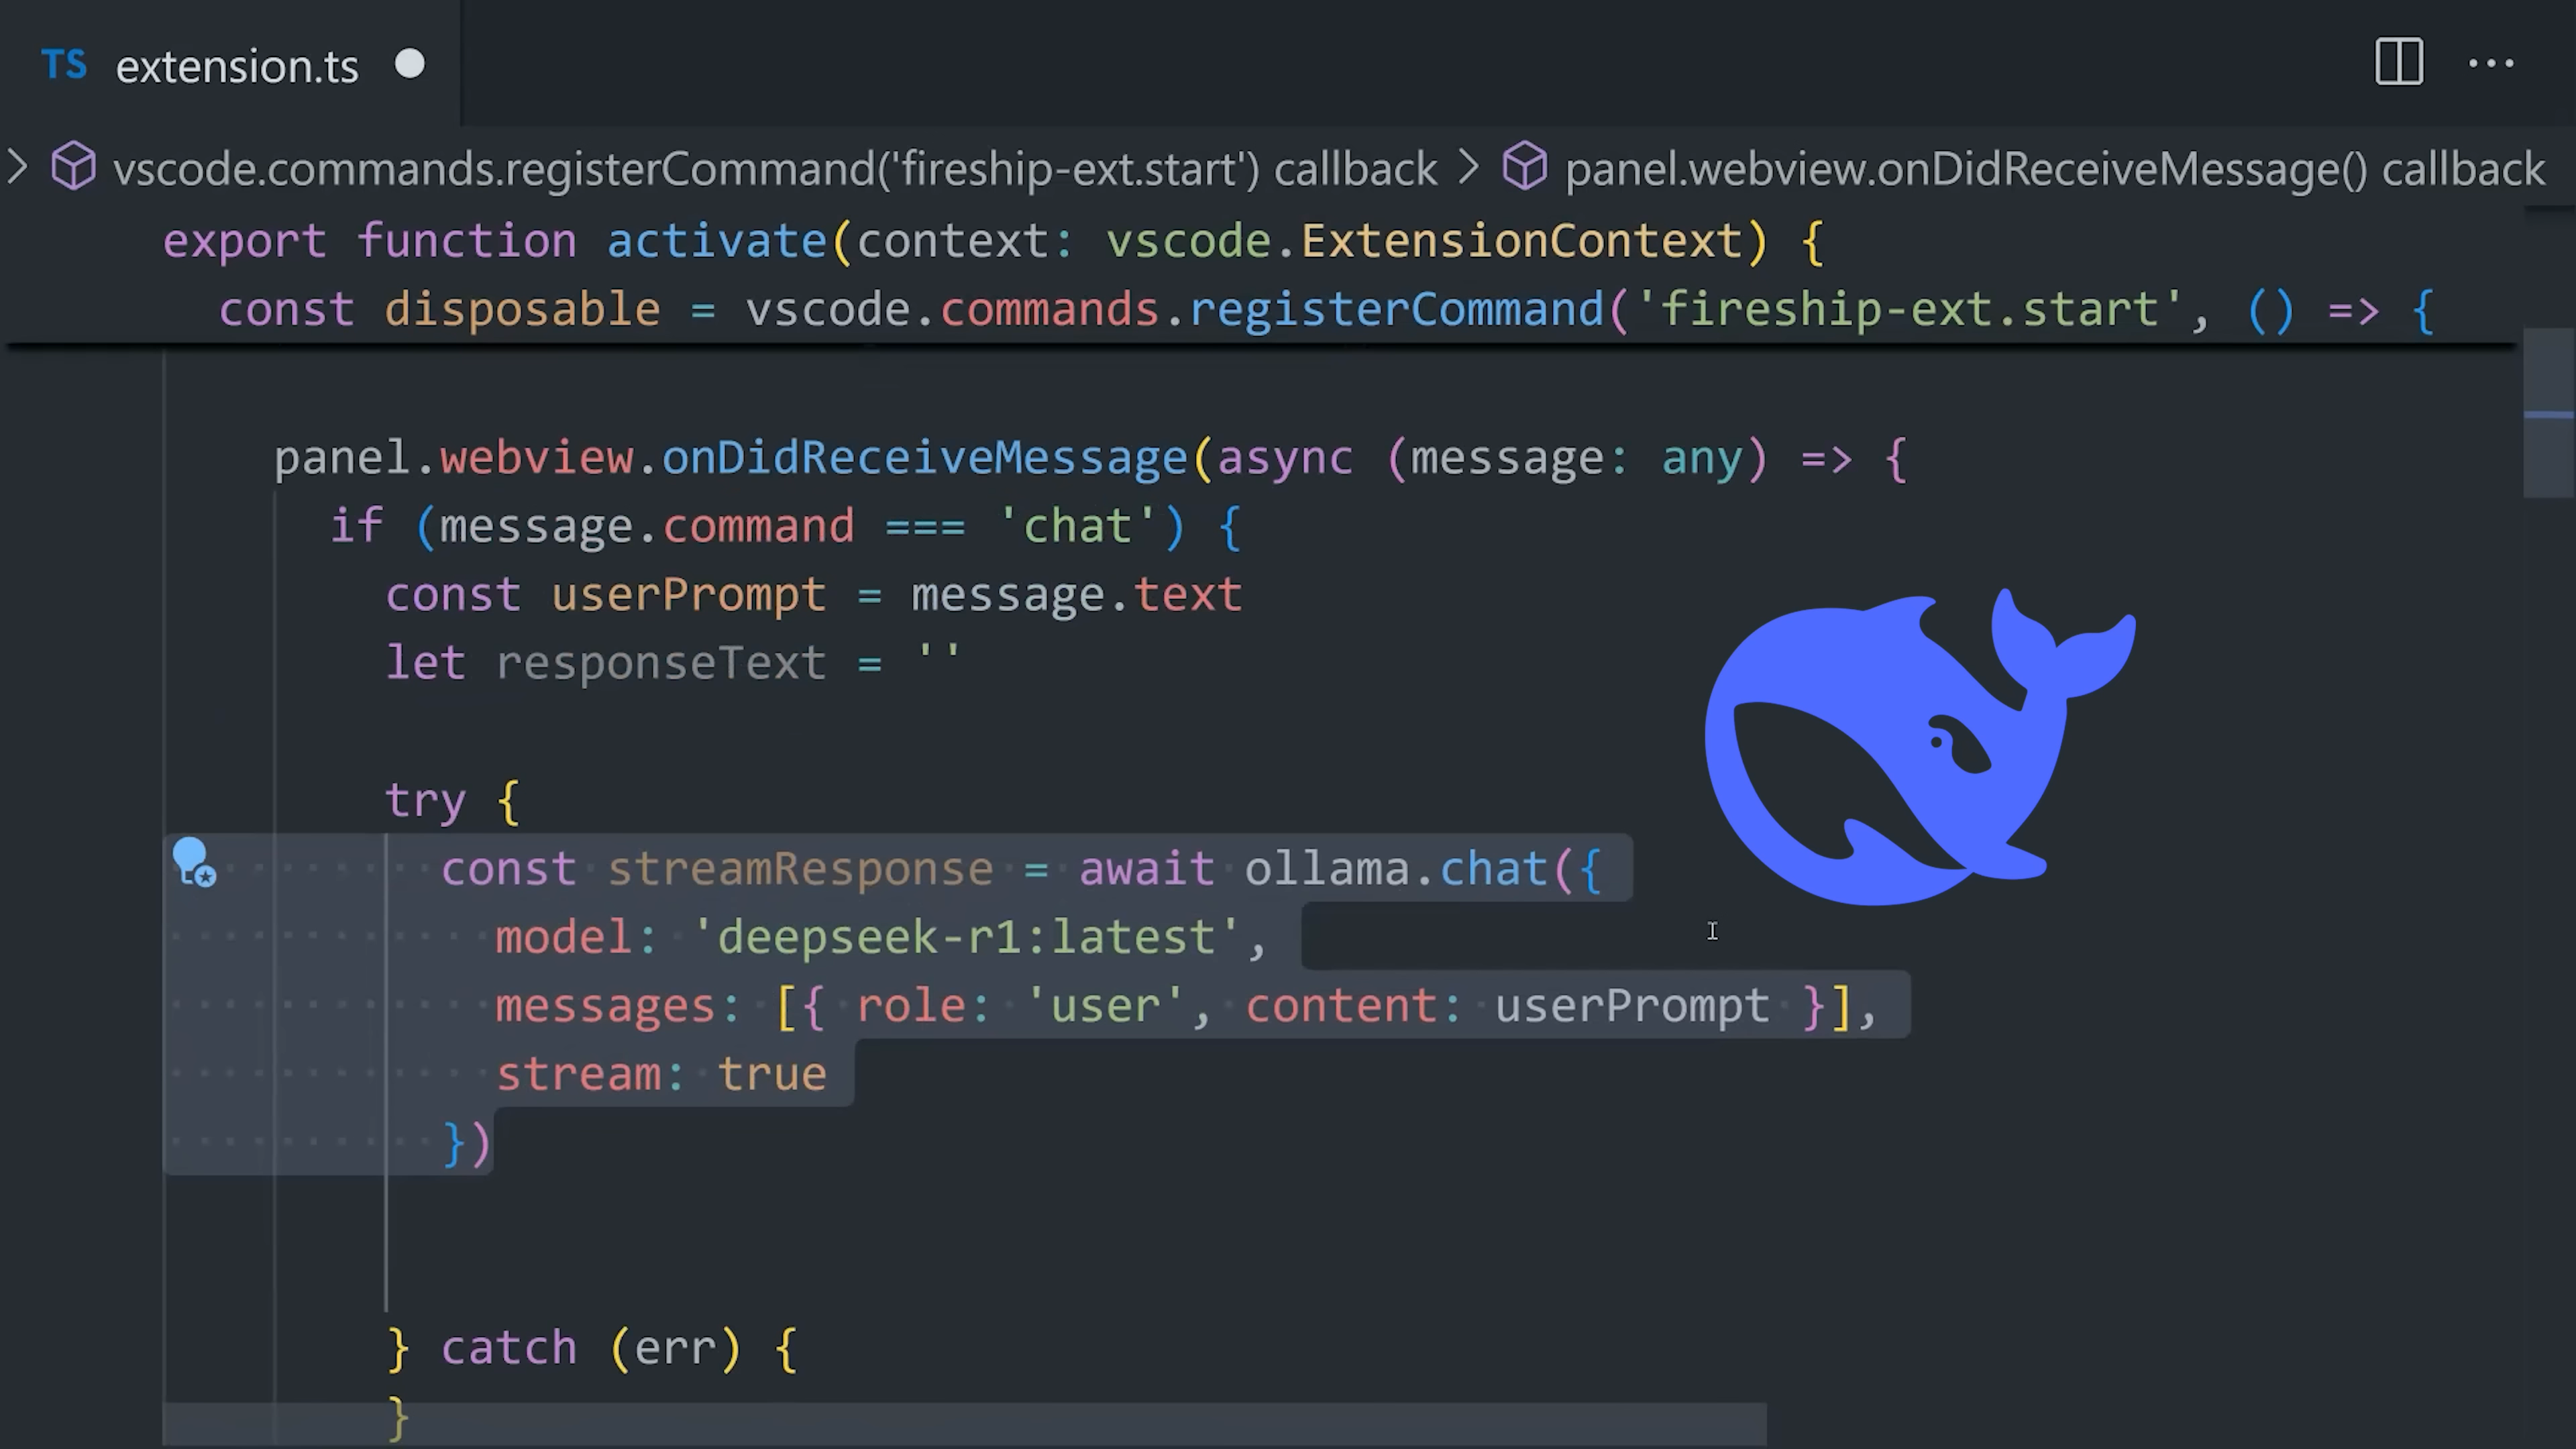 TS extension.ts
vscode.commands.registerCommand('fireship-ext.start') callback > panel.webview.onDidReceiveMessage() callback
export function activate(context: vscode.ExtensionContext) {
const disposable = vscode.commands.registerCommand('fireship-ext.start', () => {
panel.webview.onDidReceiveMessage(async (message: any) => {
if (message.command === 'chat') {
const userPrompt = message.text
let responseText = ''
try {
const streamResponse = await ollama.chat({
model: 'deepseek-r1:latest',
messages: [{ role: 'user', content: userPrompt }],
stream: true
})
} catch (err) {
}